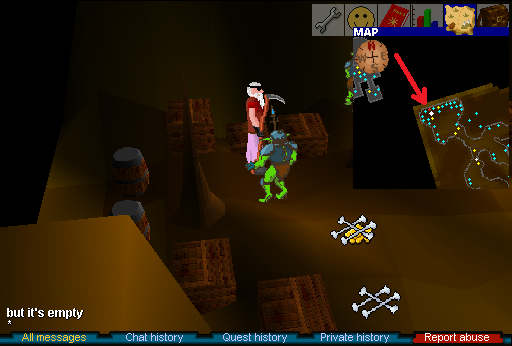 MAP
N
but it's empty
*
All messages Chat history Quest history Private history Report abuse